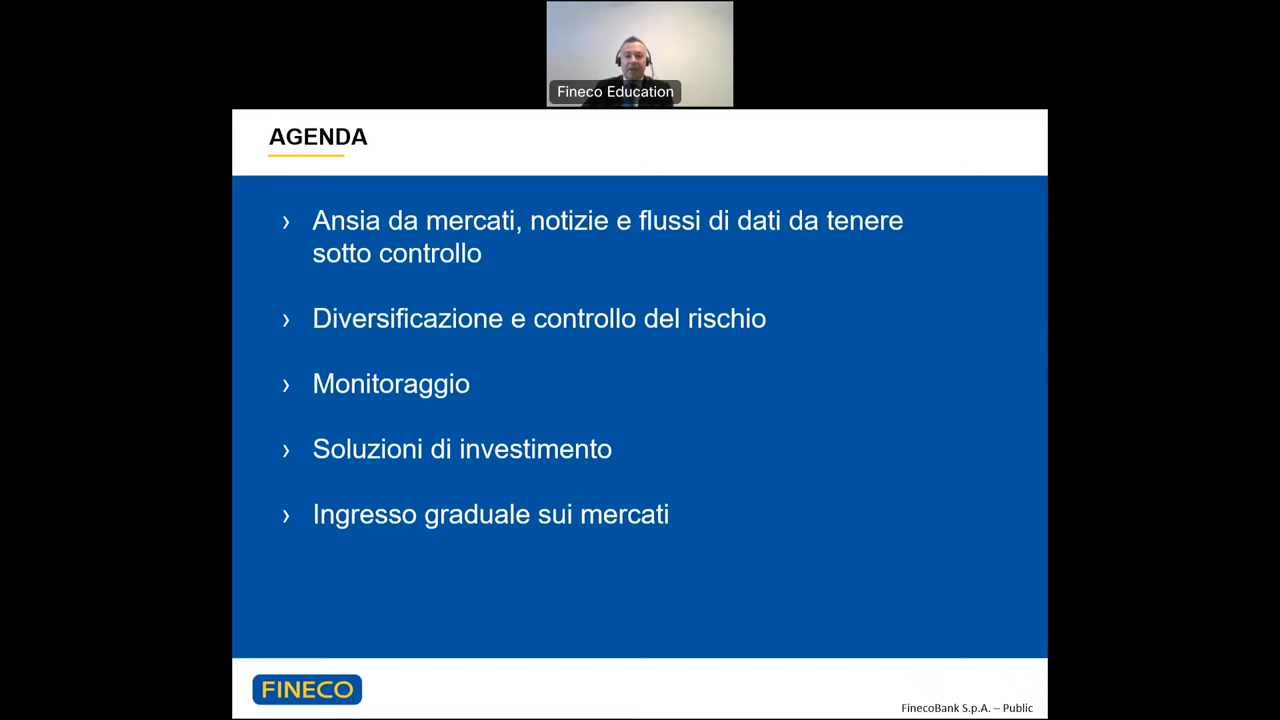 Fineco Education
AGENDA
› Ansia da mercati, notizie e flussi di dati da tenere
sotto controllo
› Diversificazione e controllo del rischio
› Monitoraggio
› Soluzioni di investimento
› Ingresso graduale sui mercati
FINECO
FinecoBank S.p.A. – Public